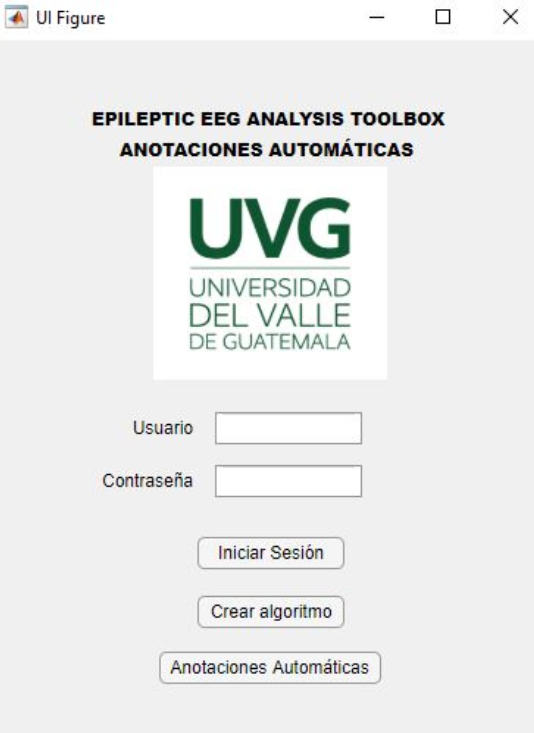 UI Figure
EPILEPTIC EEG ANALYSIS TOOLBOX
ANOTACIONES AUTOMÁTICAS
UVG
UNIVERSIDAD
DEL VALLE
DE GUATEMALA
Usuario
Contraseña
Iniciar Sesión
Crear algoritmo
Anotaciones Automáticas